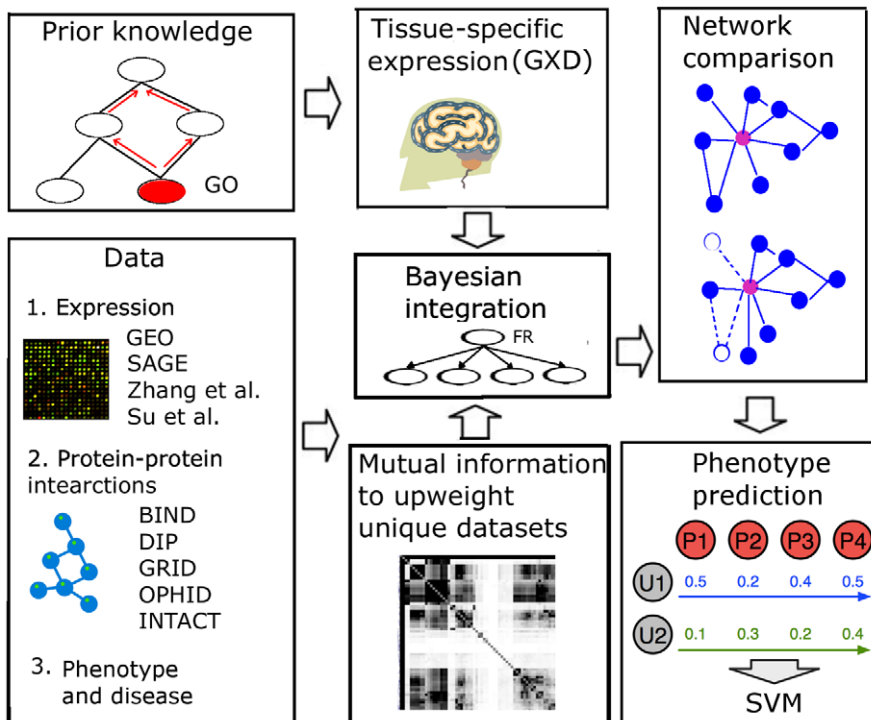 Prior knowledge
GO
Tissue-specific
expression (GXD)
Network
comparison
Data
1. Expression
GEO
SAGE
Zhang et al.
Su et al.
2. Protein-protein
intearctions
BIND
DIP
GRID
OPHID
INTACT
3. Phenotype
and disease
Bayesian
integration
FR
Mutual information
to upweight
unique datasets
Phenotype
prediction
P1 P2 P3 P4
U1 0.5 0.2 0.4 0.5
U2 0.1 0.3 0.2 0.4
SVM